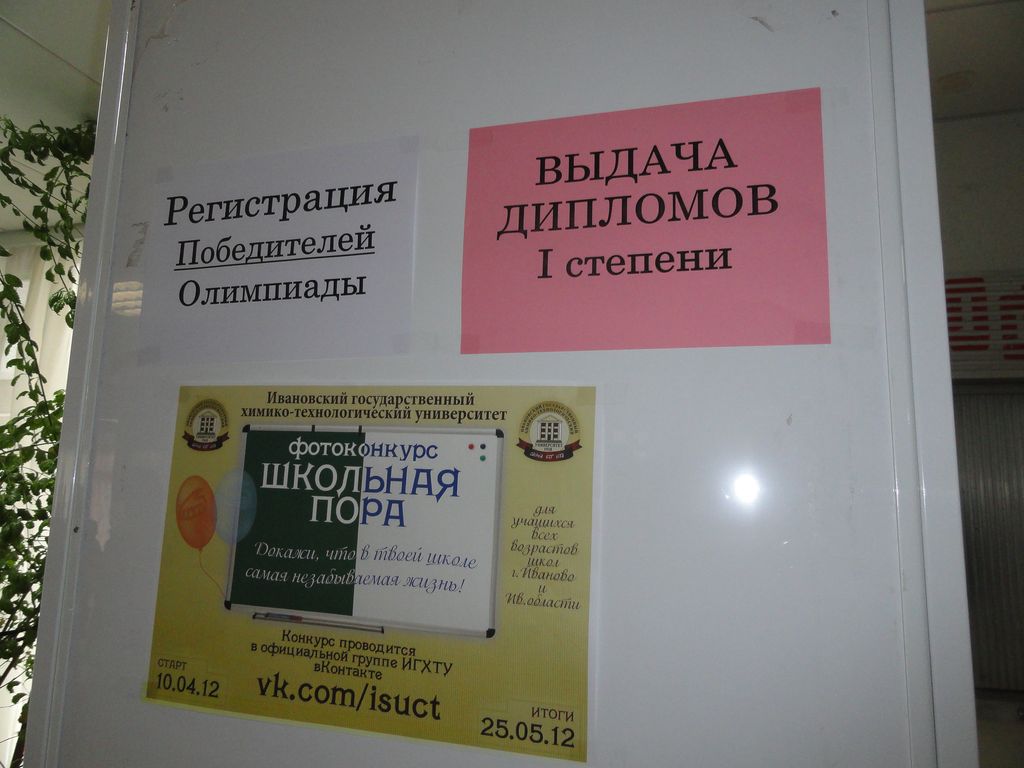 Регистрация
Победителей
Олимпиады
ВЫДАЧА
ДИПЛОМОВ
I степени
Ивановский государственный
химико-технологический университет
фотоконкурс
ШКОЛЬНАЯ
ПОРА
Докажи, что в твоей школе
самая незабываемая жизнь!
для
учащихся
всех
возрастов
школ
г.Иваново
и
Ив.области
Конкурс проводится
в официальной группе ИГХТУ
вКонтакте
vk.com/isuct
СТАРТ
10.04.12
ИТОГИ
25.05.12